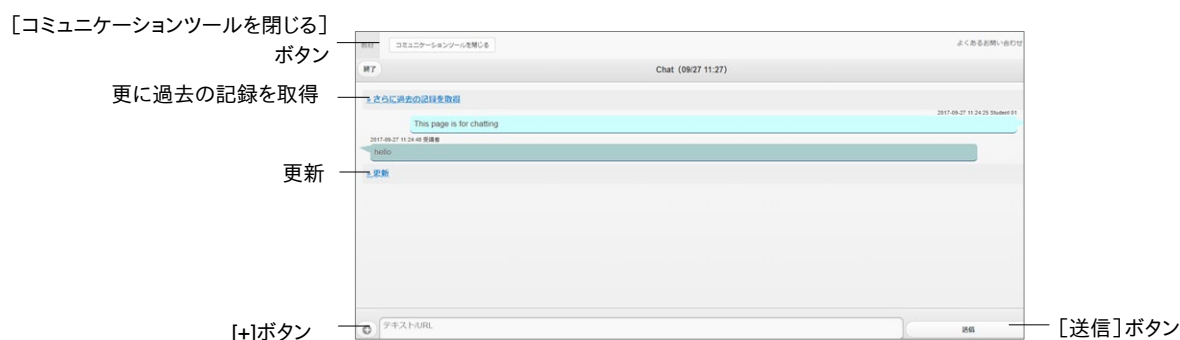 ［コミュニケーションツールを閉じる］
ボタン
教材
コミュニケーションツールを閉じる
よくあるお問い合わせ
終了
Chat (09/27 11:27)
更に過去の記録を取得
» さらに過去の記録を取得
2017-09-27 11:24:25 Student 01
This page is for chatting
2017-09-27 11:24:48 受講者
hello
更新
» 更新
[+]ボタン
テキスト/URL
送信
［送信］ボタン